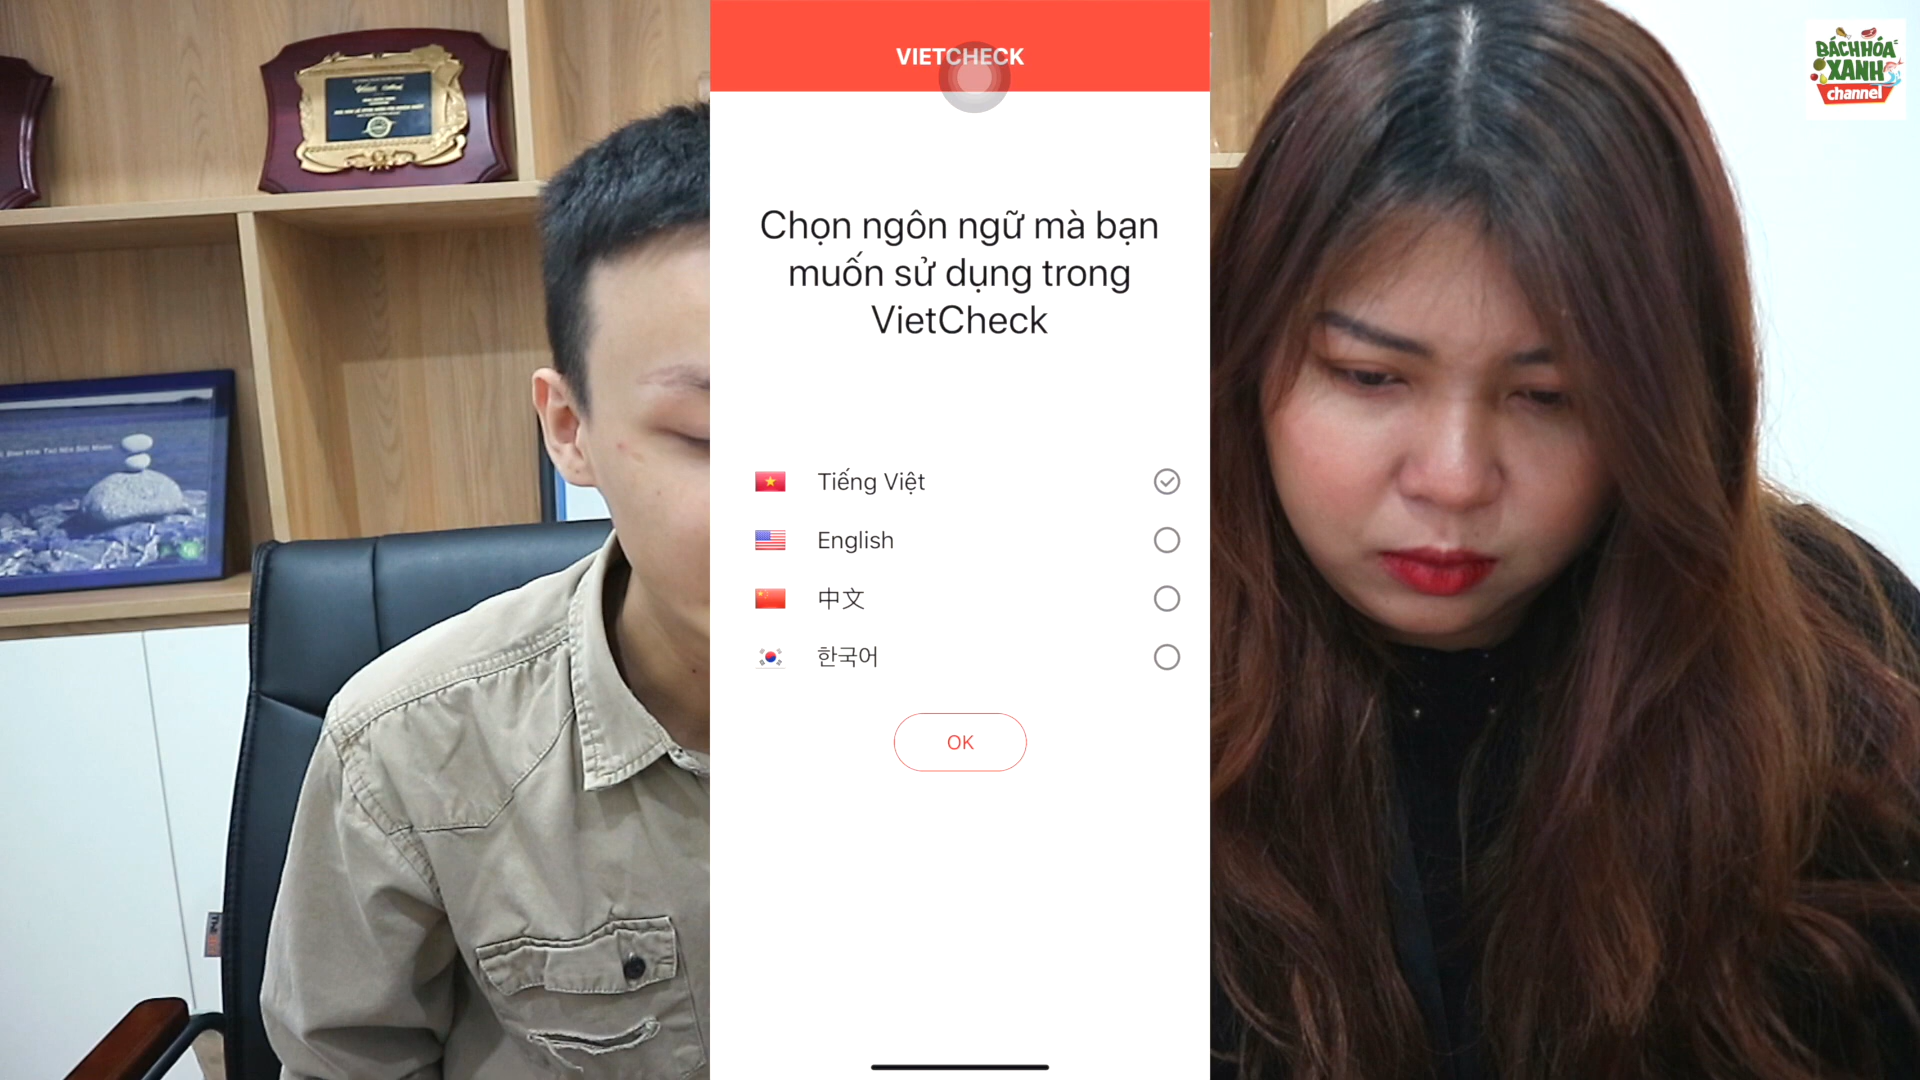 VIETCHECK
Chọn ngôn ngữ mà bạn
muốn sử dụng trong
VietCheck
Tiếng Việt
English
中文
한국어
OK
BÁCH HÓA
XANH
channel